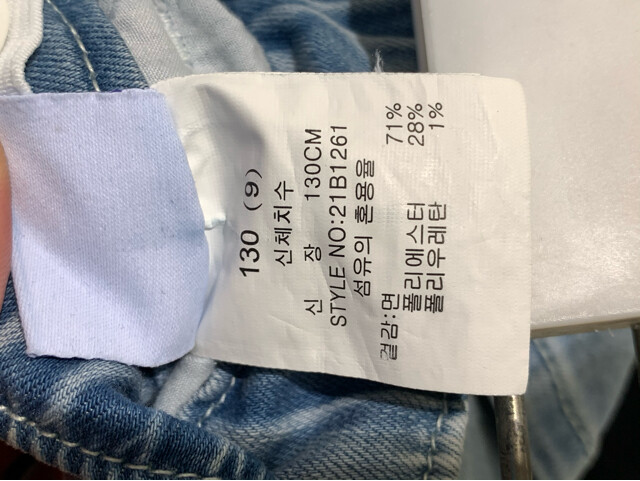 130 (9)
신체치수
신 장 130CM
STYLE NO:21B1261
섬유의 혼용율
겉감:면 71%
폴리에스터 28%
폴리우레탄 1%